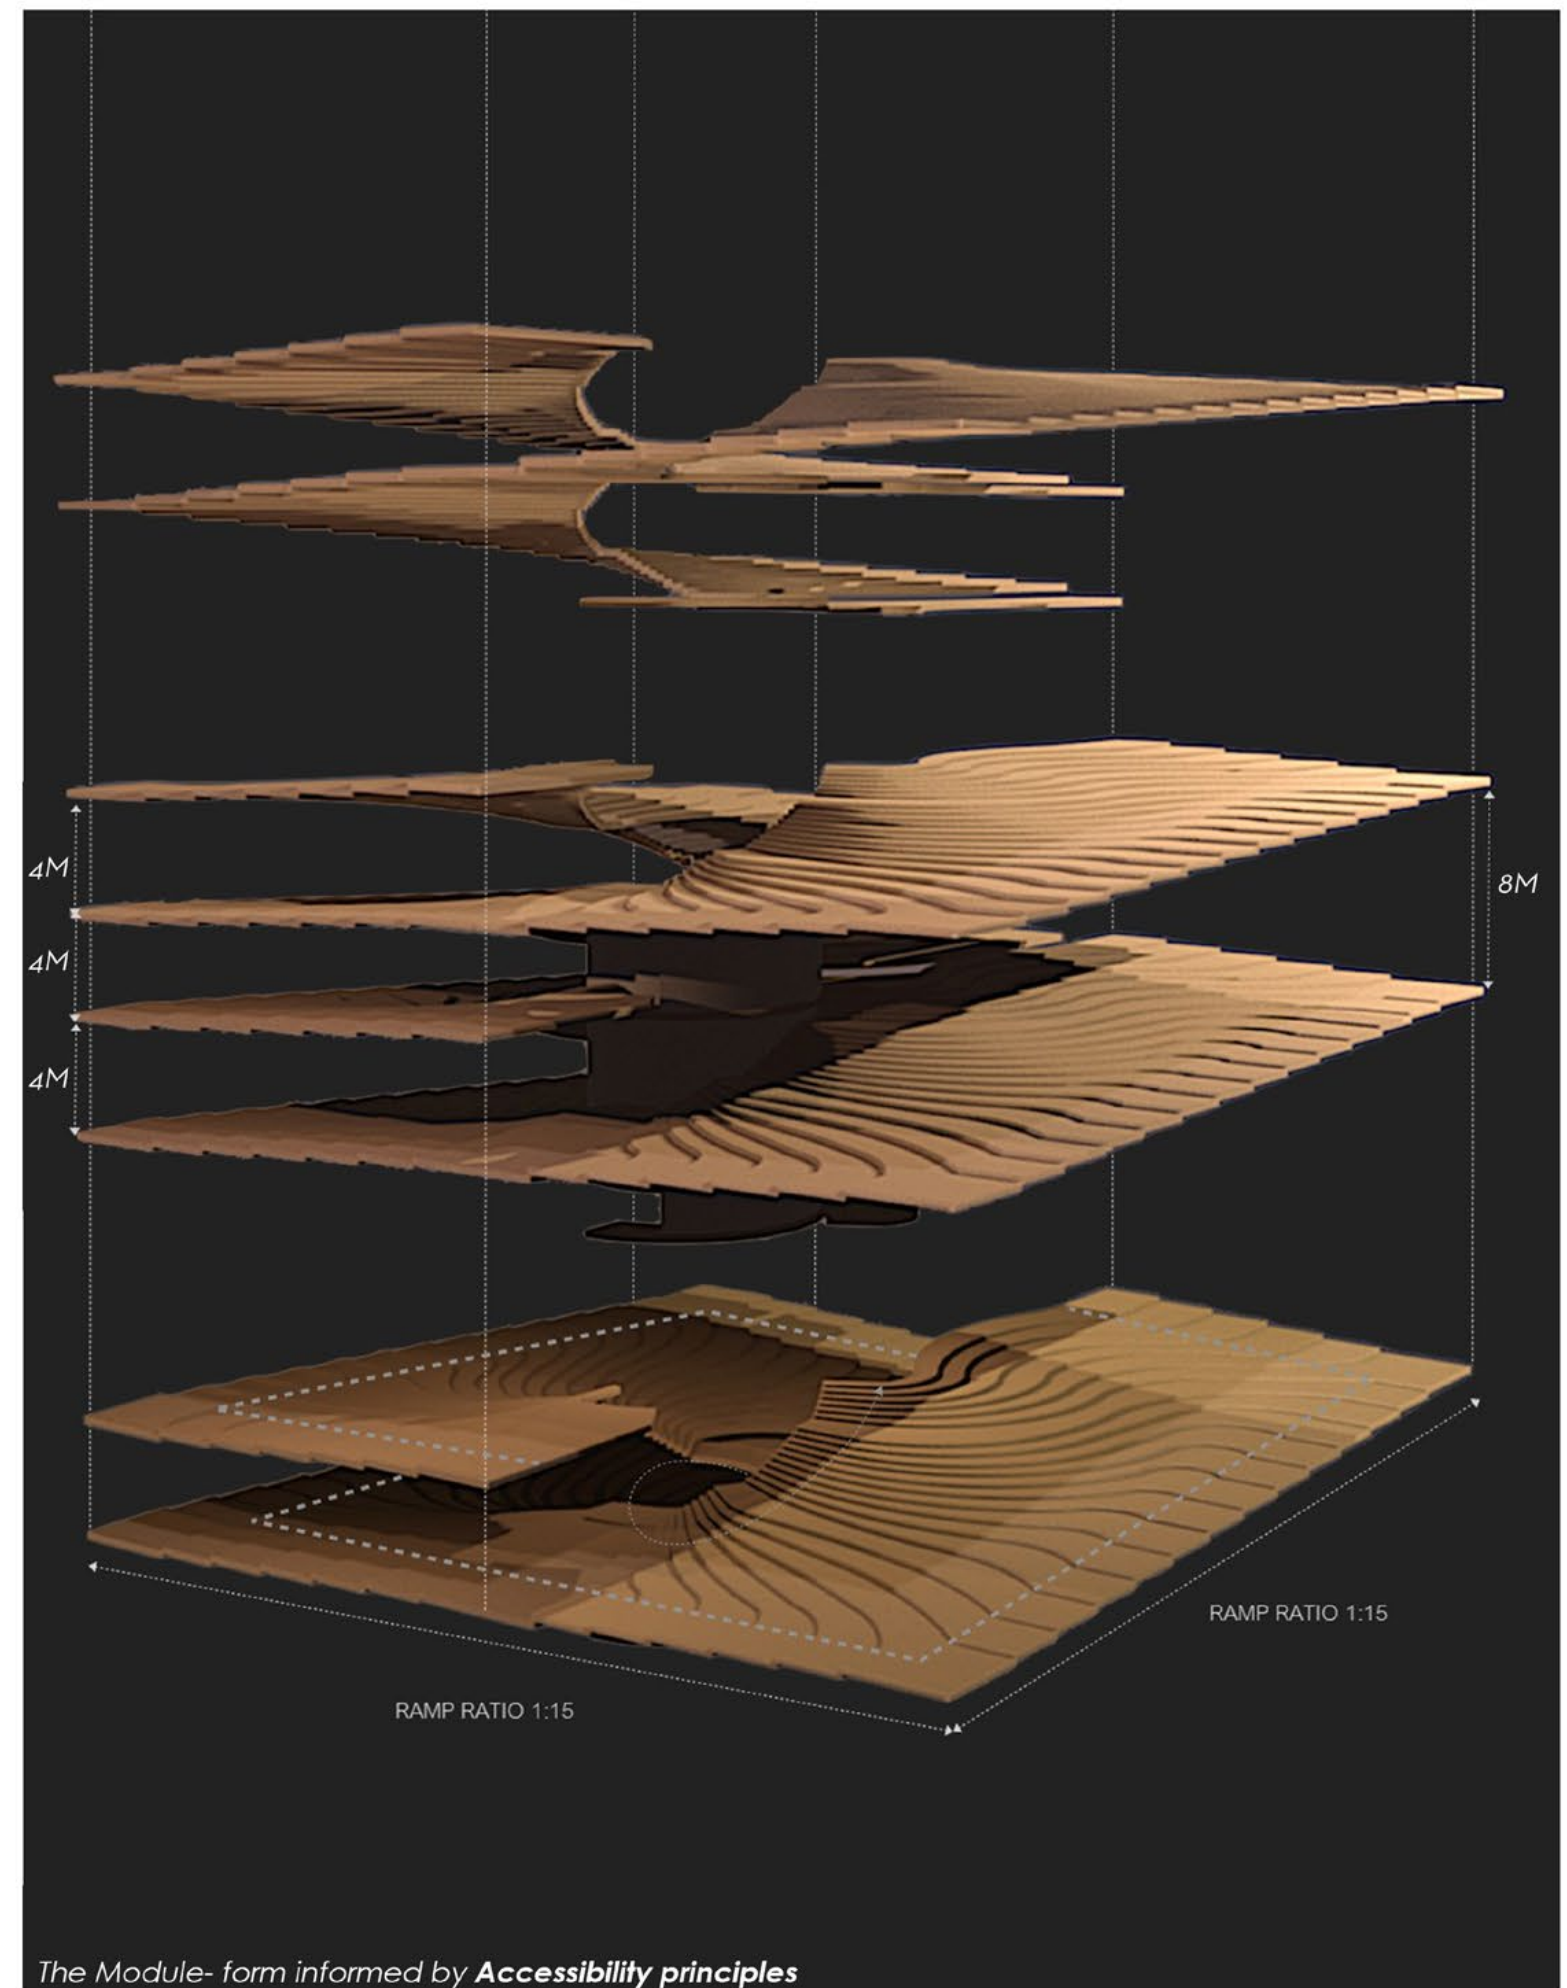 4M
8M
4M
4M
RAMP RATIO 1:15
RAMP RATIO 1:15
The Module- form informed by Accessibility principles